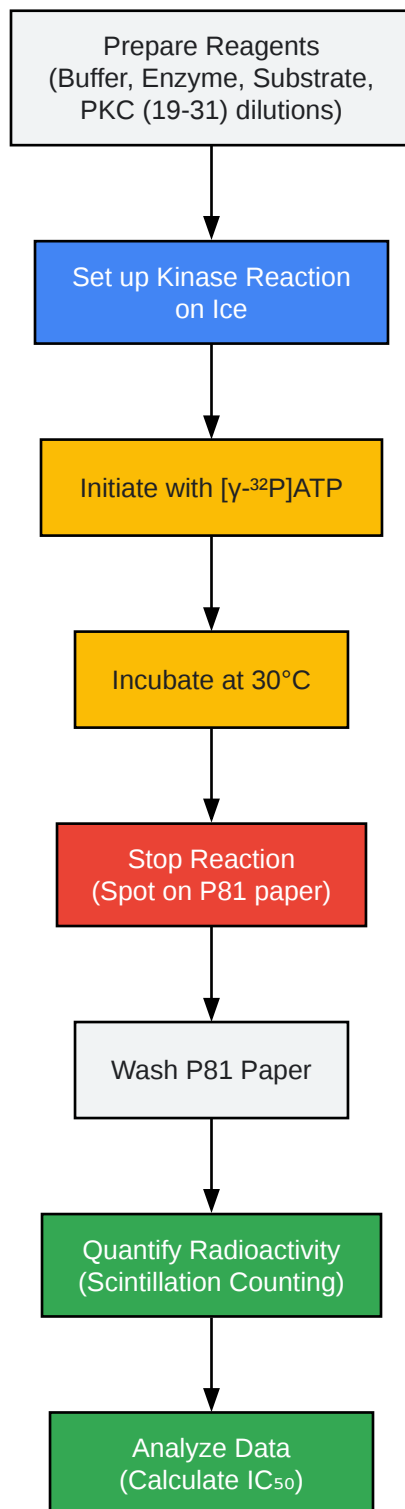 Prepare Reagents
(Buffer, Enzyme, Substrate,
PKC (19-31) dilutions)
Set up Kinase Reaction
on Ice
Initiate with [γ-³²P]ATP
Incubate at 30°C
Stop Reaction
(Spot on P81 paper)
Wash P81 Paper
Quantify Radioactivity
(Scintillation Counting)
Analyze Data
(Calculate IC₅₀)